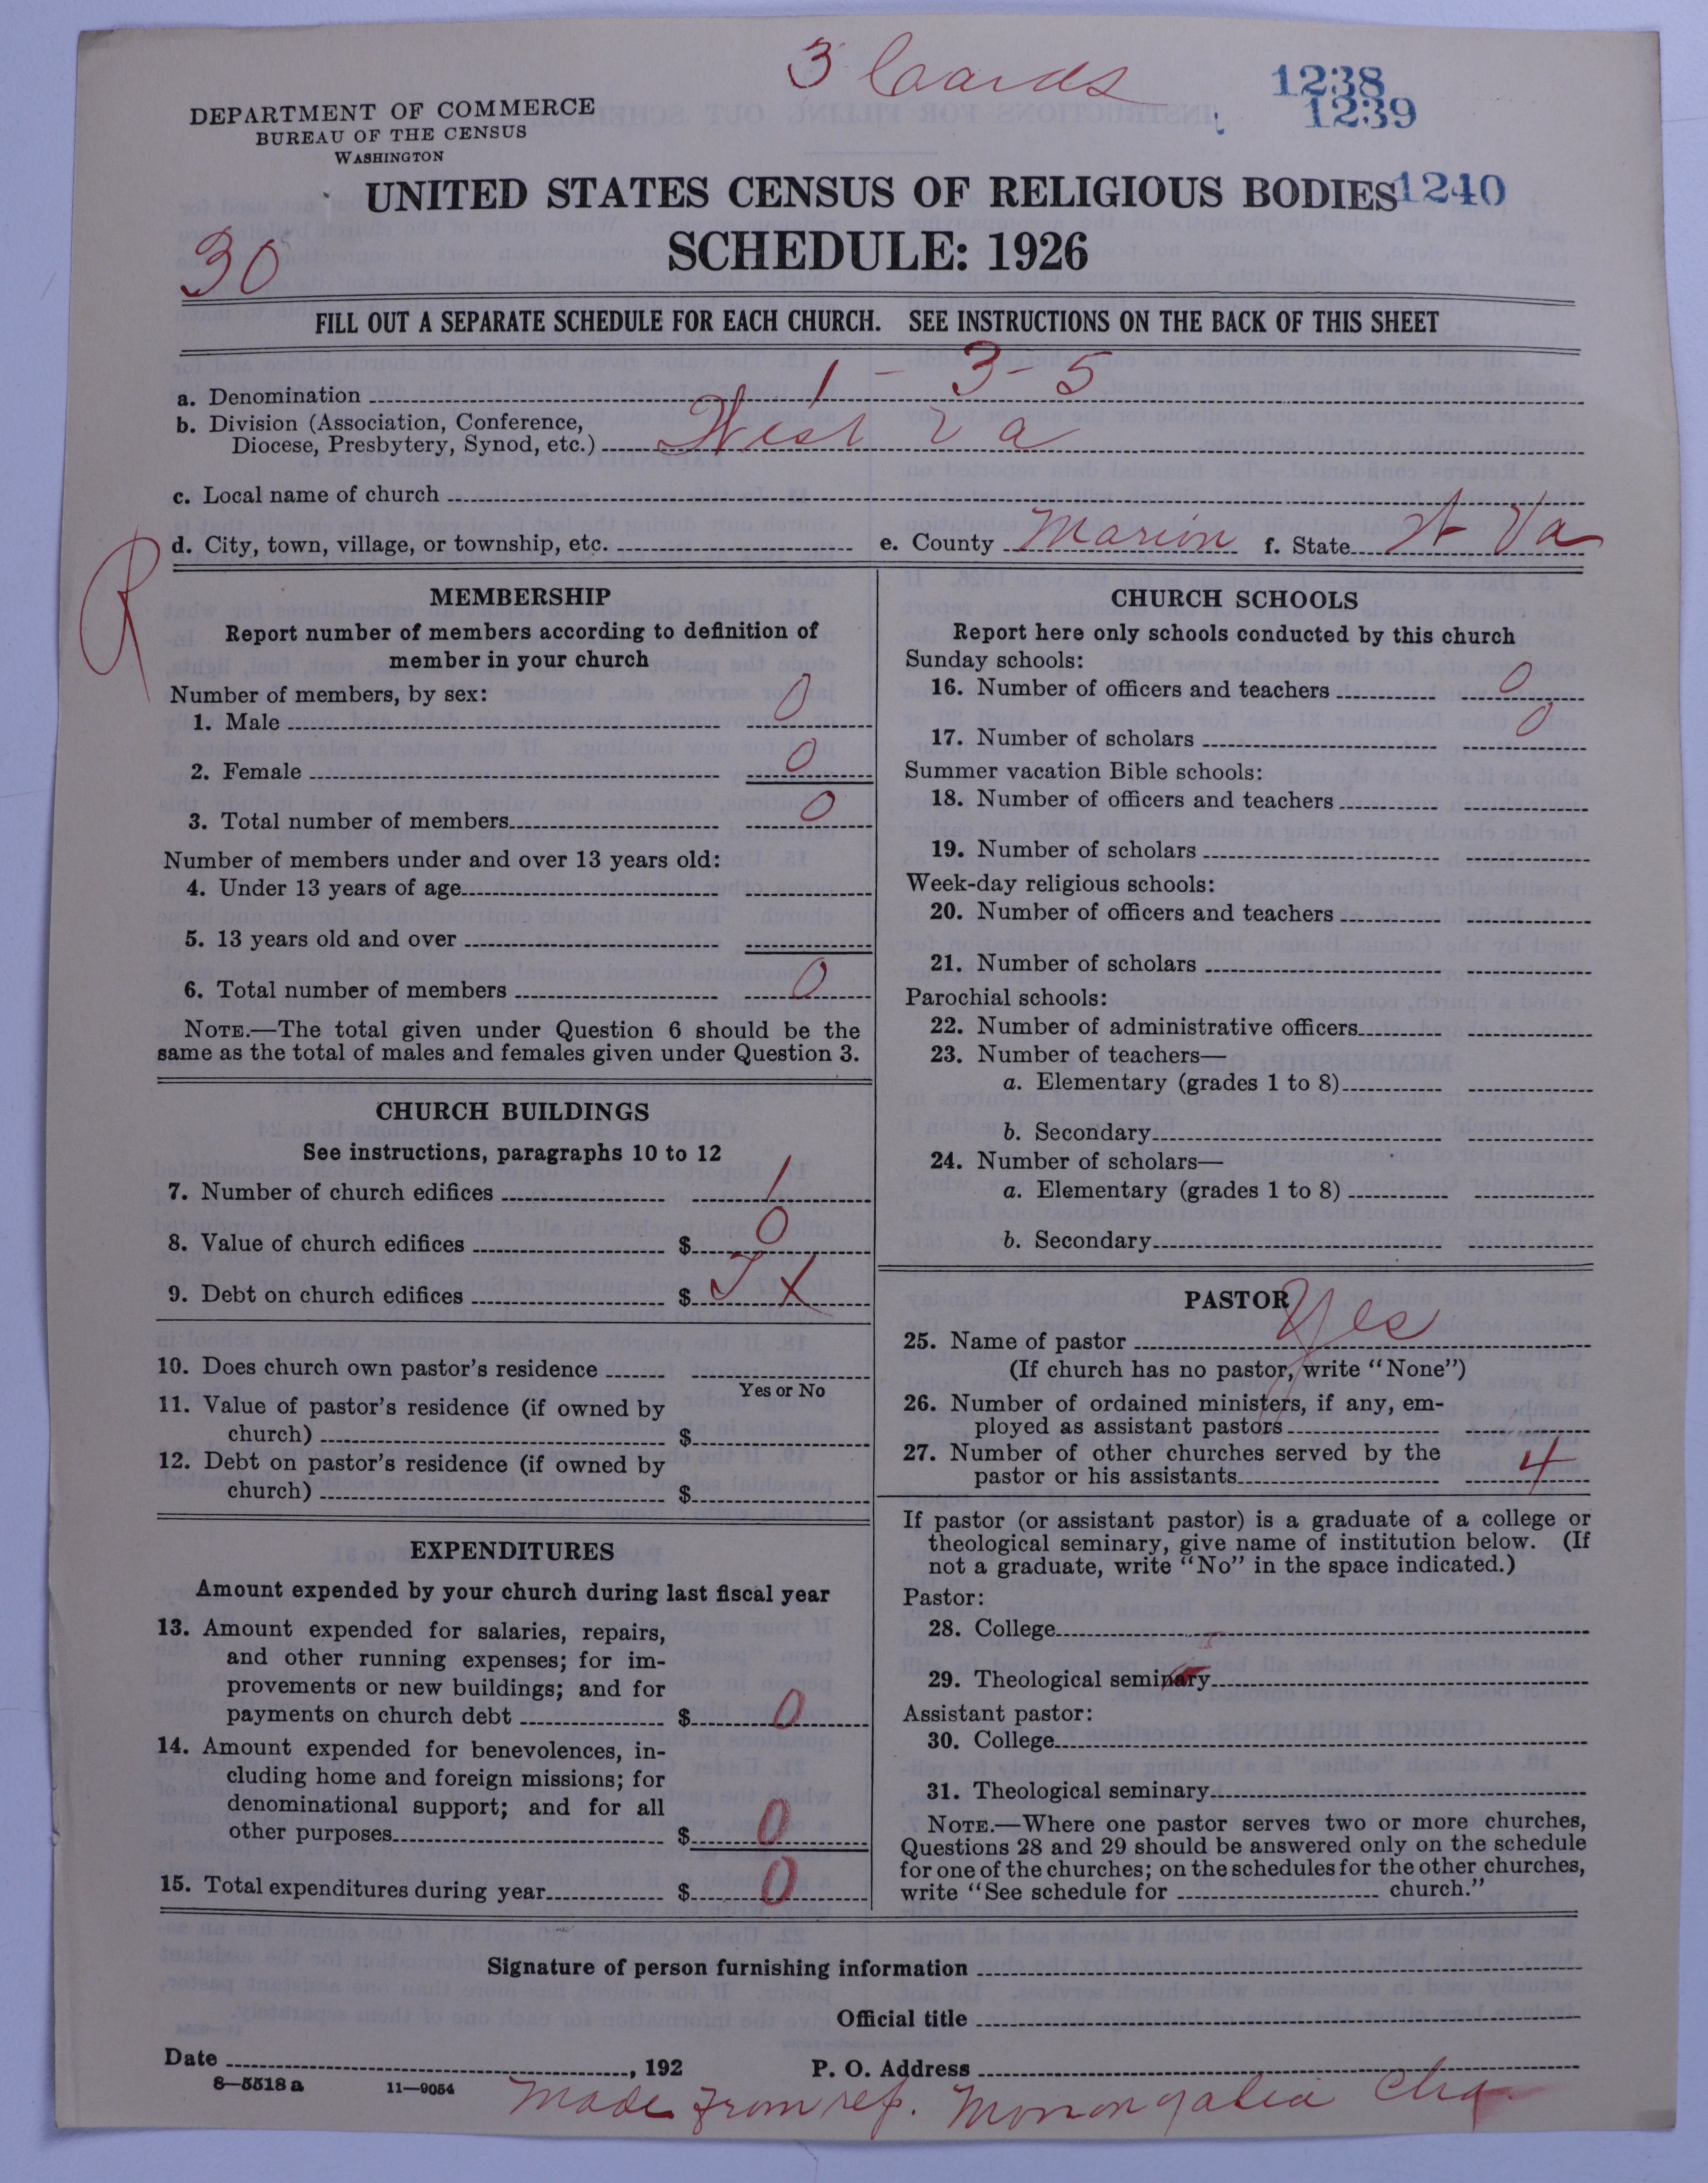 3 Cards
1238
1239
1240
DEPARTMENT OF COMMERCE
BUREAU OF THE CENSUS
WASHINGTON
UNITED STATES CENSUS OF RELIGIOUS BODIES
SCHEDULE: 1926
30
FILL OUT A SEPARATE SCHEDULE FOR EACH CHURCH. SEE INSTRUCTIONS ON THE BACK OF THIS SHEET
a. Denomination 1-3-5
b. Division (Association, Conference,
Diocese, Presbytery, Synod, etc.) West Va
c. Local name of church
d. City, town, village, or township, etc. e. County Marion f. State W Va
R
MEMBERSHIP
Report number of members according to definition of
member in your church
Number of members, by sex:
1. Male 0
2. Female 0
3. Total number of members 0
Number of members under and over 13 years old:
4. Under 13 years of age
5. 13 years old and over
6. Total number of members 0
NOTE.—The total given under Question 6 should be the
same as the total of males and females given under Question 3.
CHURCH BUILDINGS
See instructions, paragraphs 10 to 12
7. Number of church edifices 1
8. Value of church edifices $ 0
9. Debt on church edifices $ J X
10. Does church own pastor's residence
Yes or No
11. Value of pastor's residence (if owned by
church) $
12. Debt on pastor's residence (if owned by
church) $
EXPENDITURES
Amount expended by your church during last fiscal year
13. Amount expended for salaries, repairs,
and other running expenses; for im-
provements or new buildings; and for
payments on church debt $ 0
14. Amount expended for benevolences, in-
cluding home and foreign missions; for
denominational support; and for all
other purposes $ 0
15. Total expenditures during year $ 0
CHURCH SCHOOLS
Report here only schools conducted by this church
Sunday schools:
16. Number of officers and teachers 0
17. Number of scholars 0
Summer vacation Bible schools:
18. Number of officers and teachers
19. Number of scholars
Week-day religious schools:
20. Number of officers and teachers
21. Number of scholars
Parochial schools:
22. Number of administrative officers
23. Number of teachers—
a. Elementary (grades 1 to 8)
b. Secondary
24. Number of scholars—
a. Elementary (grades 1 to 8)
b. Secondary
PASTOR
25. Name of pastor Yes
(If church has no pastor, write "None")
26. Number of ordained ministers, if any, em-
ployed as assistant pastors
27. Number of other churches served by the
pastor or his assistants 4
If pastor (or assistant pastor) is a graduate of a college or
theological seminary, give name of institution below. (If
not a graduate, write "No" in the space indicated.)
Pastor:
28. College
29. Theological seminary
Assistant pastor:
30. College
31. Theological seminary
NOTE.—Where one pastor serves two or more churches,
Questions 28 and 29 should be answered only on the schedule
for one of the churches; on the schedules for the other churches,
write "See schedule for church."
Signature of person furnishing information
Official title
Date , 192 P. O. Address
8—5518 a 11—9054
Made from ref. Monongalia Chg.